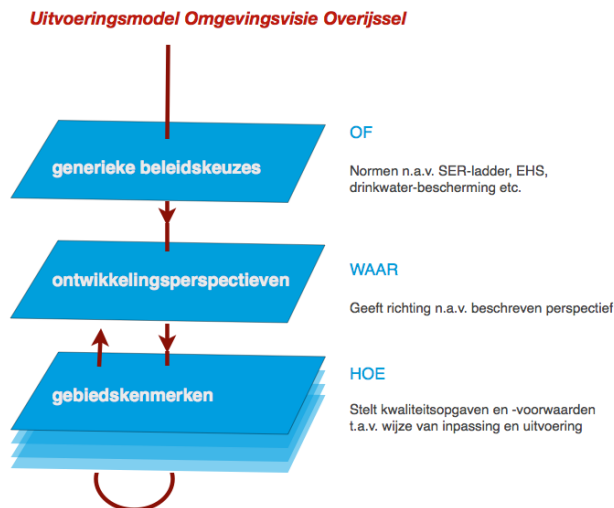 Uitvoeringsmodel Omgevingsvisie Overijssel
generieke beleidskeuzes
OF
Normen n.a.v. SER-ladder, EHS,
drinkwater-bescherming etc.
ontwikkelingsperspectieven
WAAR
Geeft richting n.a.v. beschreven perspectief
gebiedskenmerken
HOE
Stelt kwaliteitsopgaven en -voorwaarden
t.a.v. wijze van inpassing en uitvoering